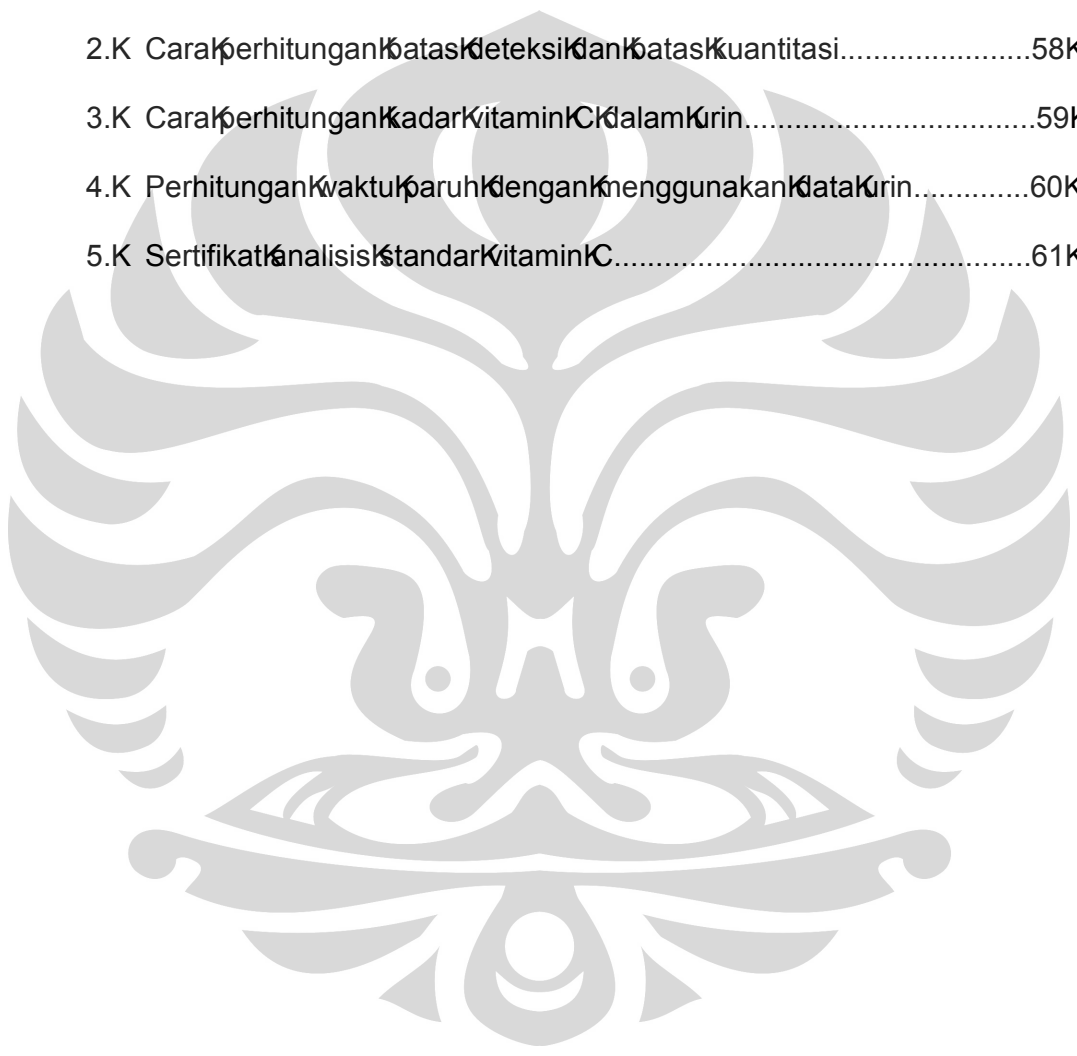 2.K CaraKperhitunganKbatasKdeteksiKdanKbatasKkuantitasi......................58K
3.K CaraKperhitunganKkadarKvitaminKCKdalamKurin.....................................59K
4.K PerhitunganKwaktuKparuhKdenganKmenggunakanKdataKurin..............60K
5.K SertifikatKanalisisKstandarKvitaminKC................................................61K